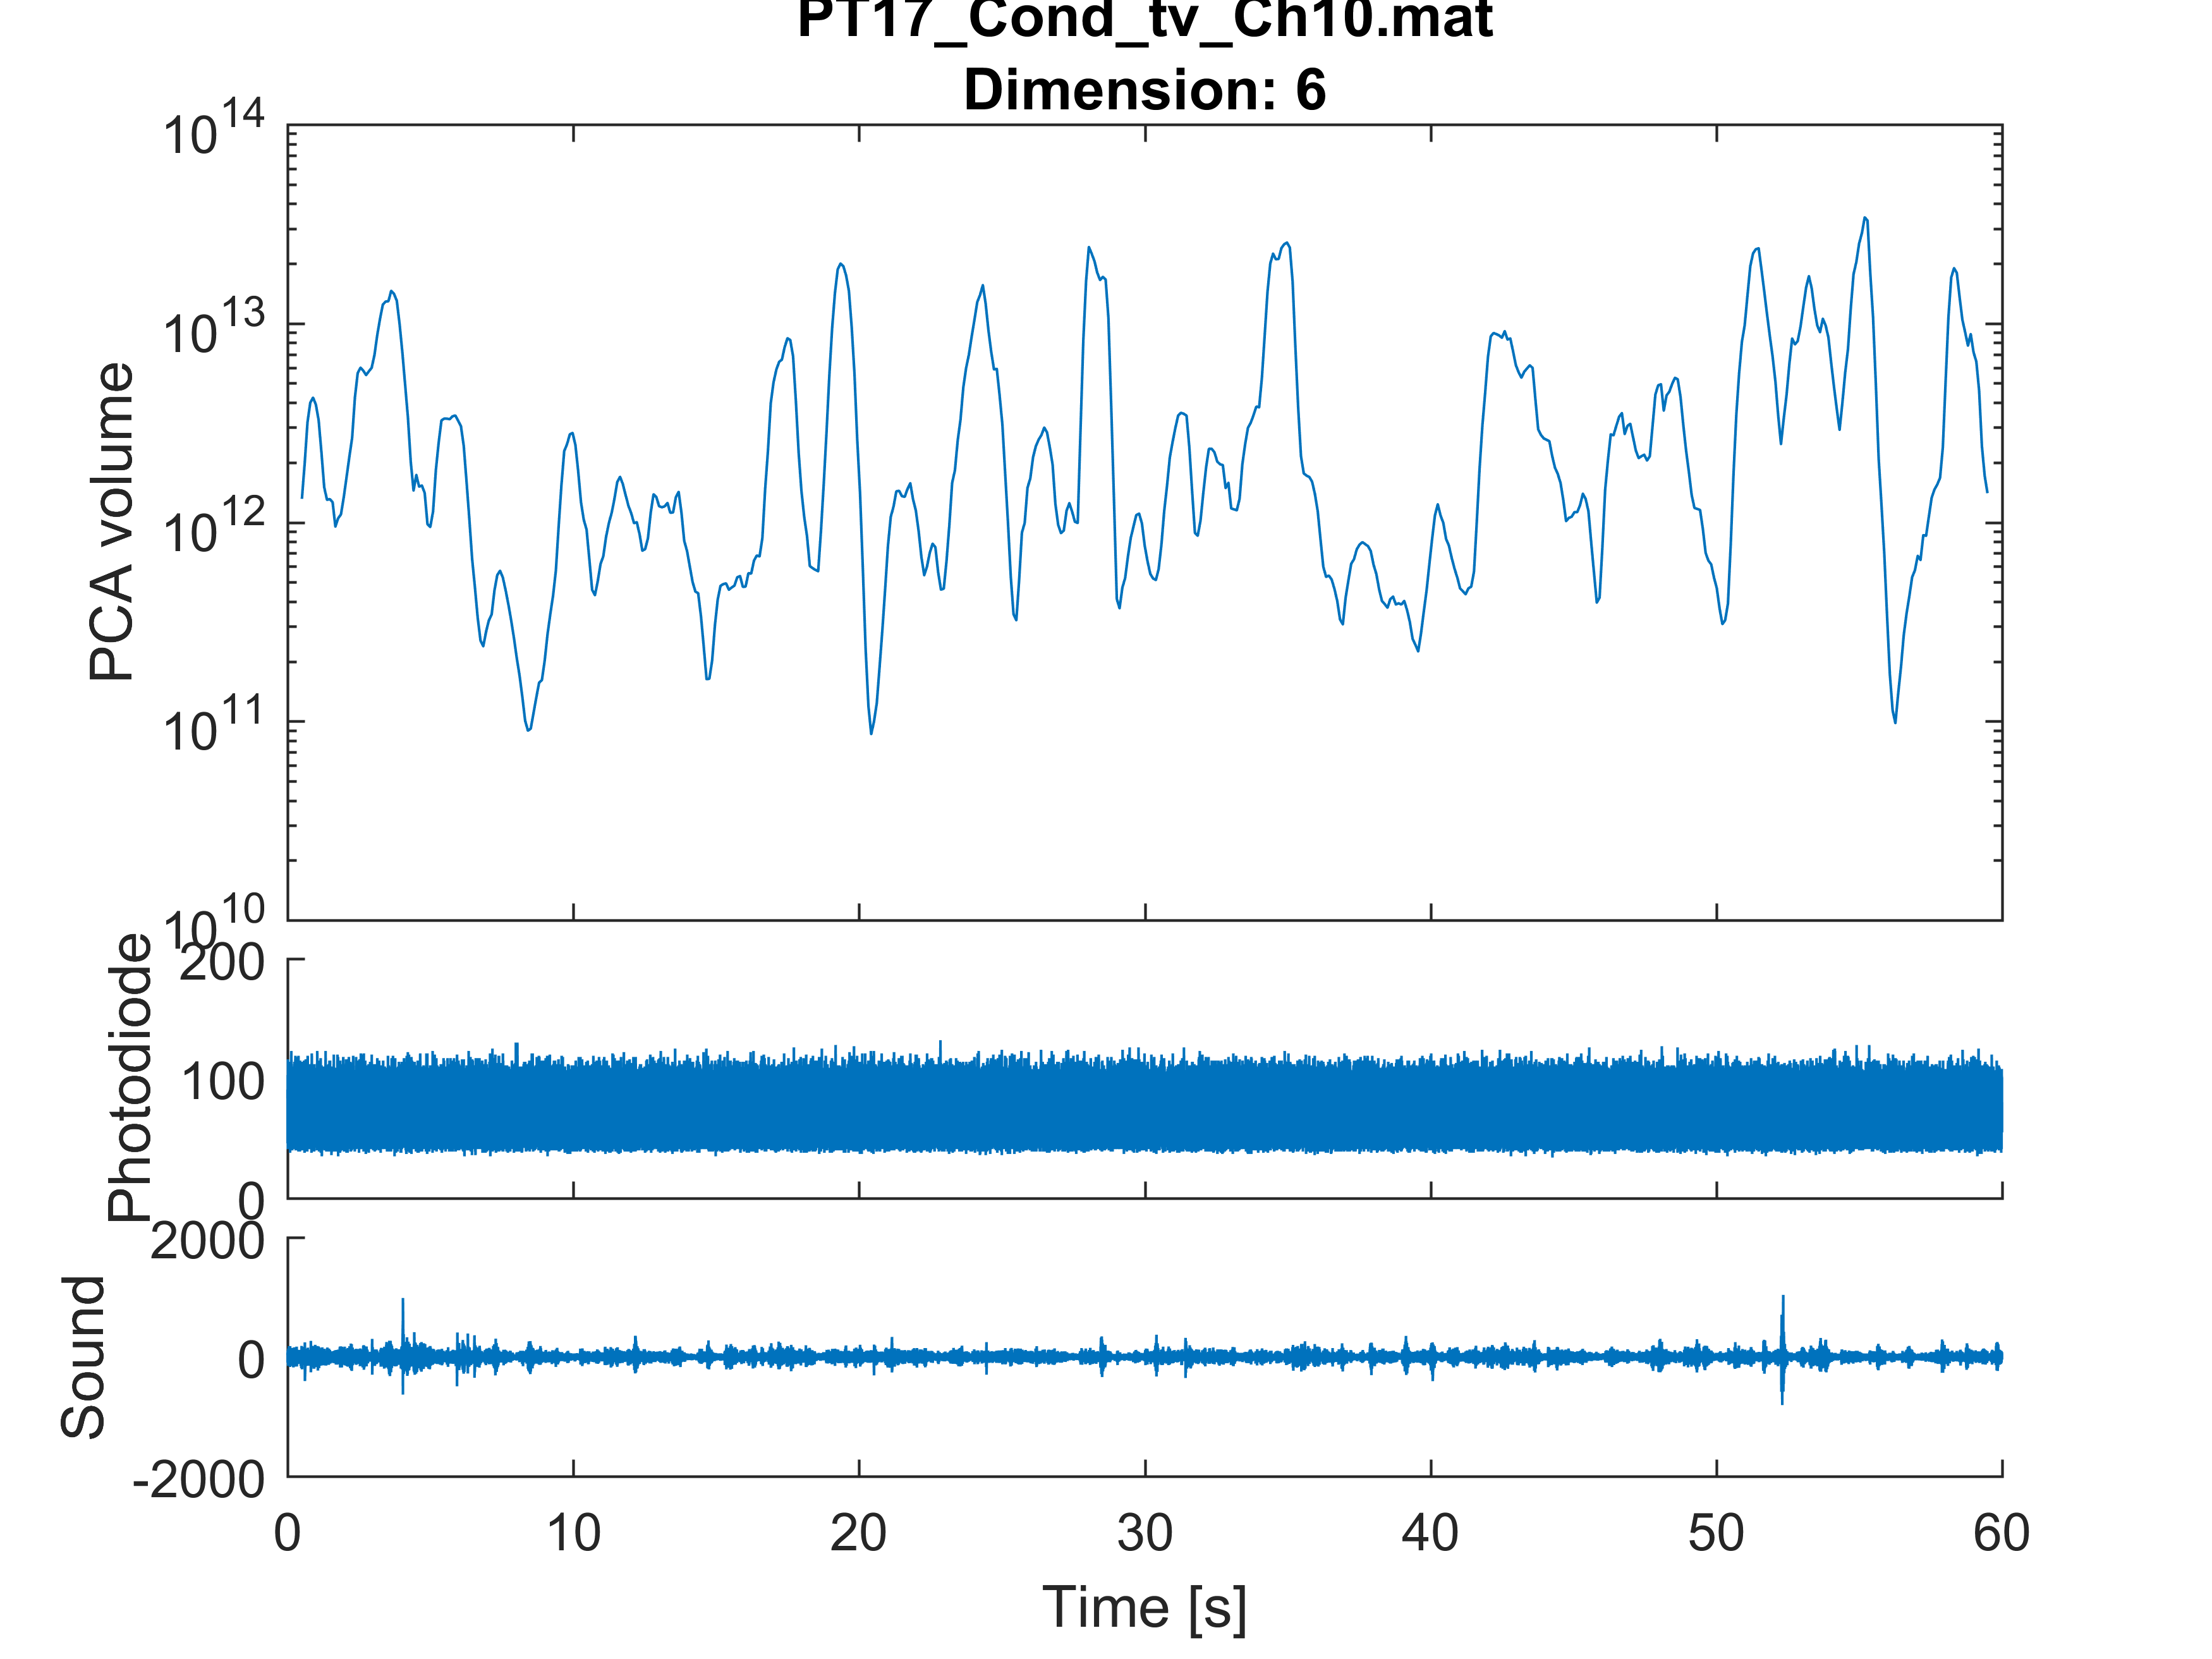 PT17_Cond_tv_Ch10.mat
Dimension: 6
PCA volume
10^14
10^13
10^12
10^11
10^10
Photodiode
200
100
0
Sound
2000
0
-2000
0 10 20 30 40 50 60
Time [s]